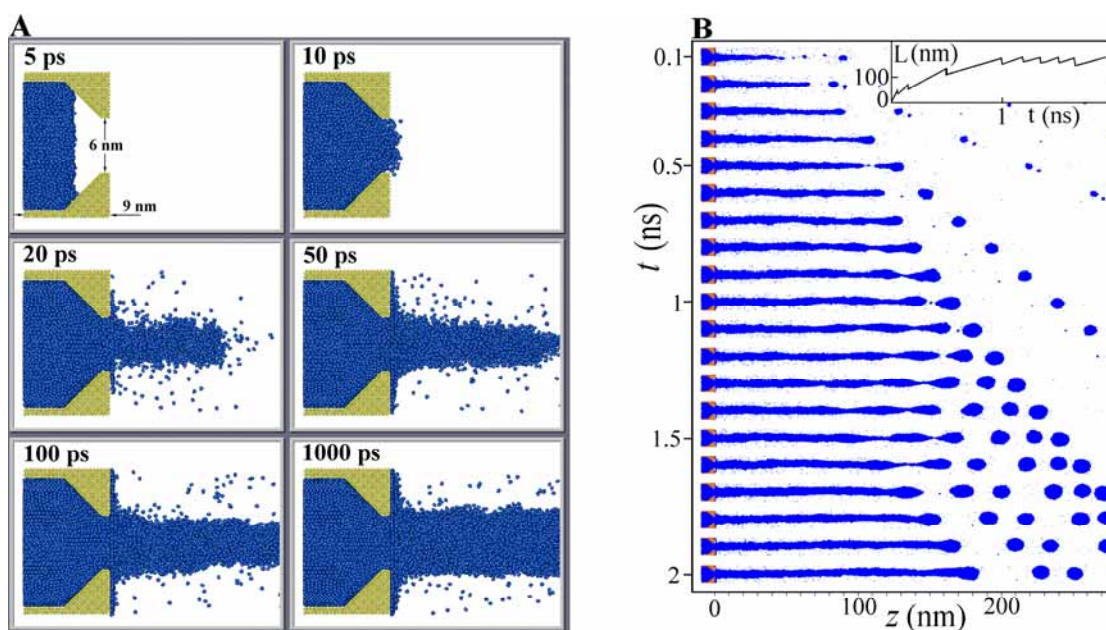 A
5 ps
6 nm
9 nm
10 ps
20 ps
50 ps
100 ps
1000 ps
B
0.1
0.5
1
1.5
2
t (ns)
L (nm)
100
0
1 t (ns)
0 100 200
z (nm)